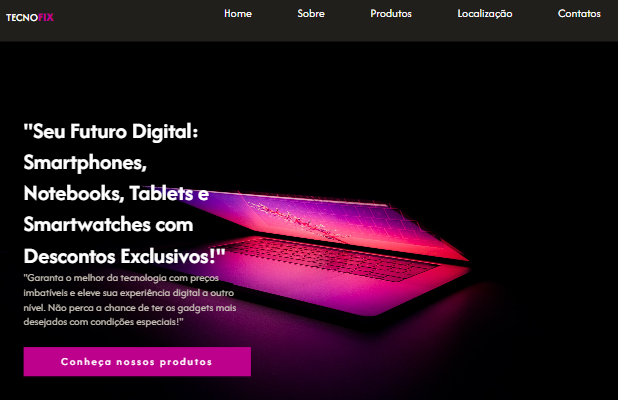 TECNOFIX
Home Sobre Produtos Localização Contatos
"Seu Futuro Digital:
Smartphones,
Notebooks, Tablets e
Smartwatches com
Descontos Exclusivos!"
"Garanta o melhor da tecnologia com preços
imbatíveis e eleve sua experiência digital a outro
nível. Não perca a chance de ter os gadgets mais
desejados com condições especiais!"
Conheça nossos produtos